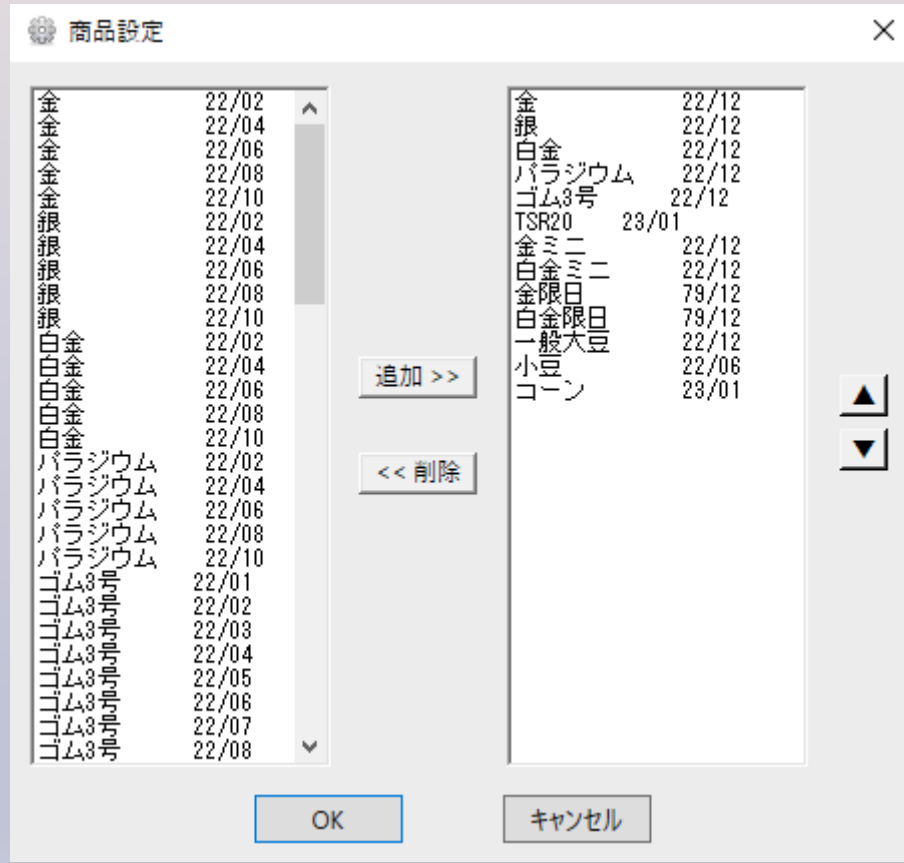 商品設定
金 22/02
金 22/04
金 22/06
金 22/08
金 22/10
銀 22/02
銀 22/04
銀 22/06
銀 22/08
銀 22/10
白金 22/02
白金 22/04
白金 22/06
白金 22/08
白金 22/10
パラジウム 22/02
パラジウム 22/04
パラジウム 22/06
パラジウム 22/08
パラジウム 22/10
ゴム3号 22/01
ゴム3号 22/02
ゴム3号 22/03
ゴム3号 22/04
ゴム3号 22/05
ゴム3号 22/06
ゴム3号 22/07
ゴム3号 22/08
追加 >>
<< 削除
金 22/12
銀 22/12
白金 22/12
パラジウム 22/12
ゴム3号 22/12
TSR20 23/01
金ミニ 22/12
白金ミニ 22/12
金限日 79/12
白金限日 79/12
一般大豆 22/12
小豆 22/06
コーン 23/01
▲
▼
OK
キャンセル